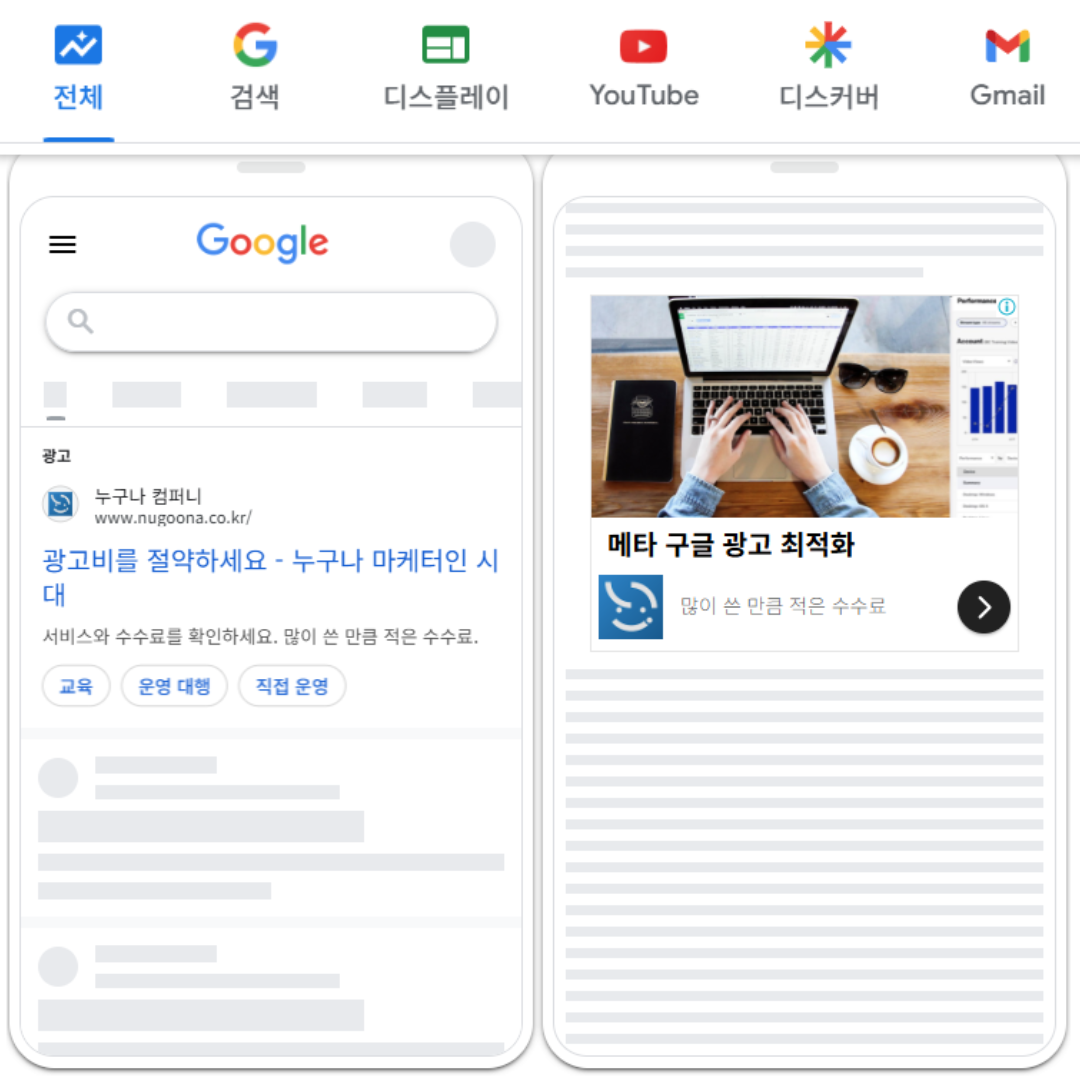 전체
검색
디스플레이
YouTube
디스커버
Gmail
Google
광고
누구나 컴퍼니
www.nugoona.co.kr/
광고비를 절약하세요 - 누구나 마케터인 시
대
서비스와 수수료를 확인하세요. 많이 쓴 만큼 적은 수수료.
교육
운영 대행
직접 운영
Performance
Account
메타 구글 광고 최적화
많이 쓴 만큼 적은 수수료